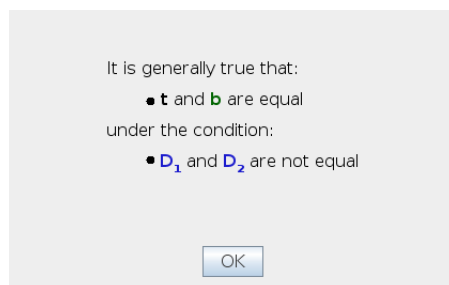 It is generally true that:
• t and b are equal
under the condition:
• D₁ and D₂ are not equal
OK